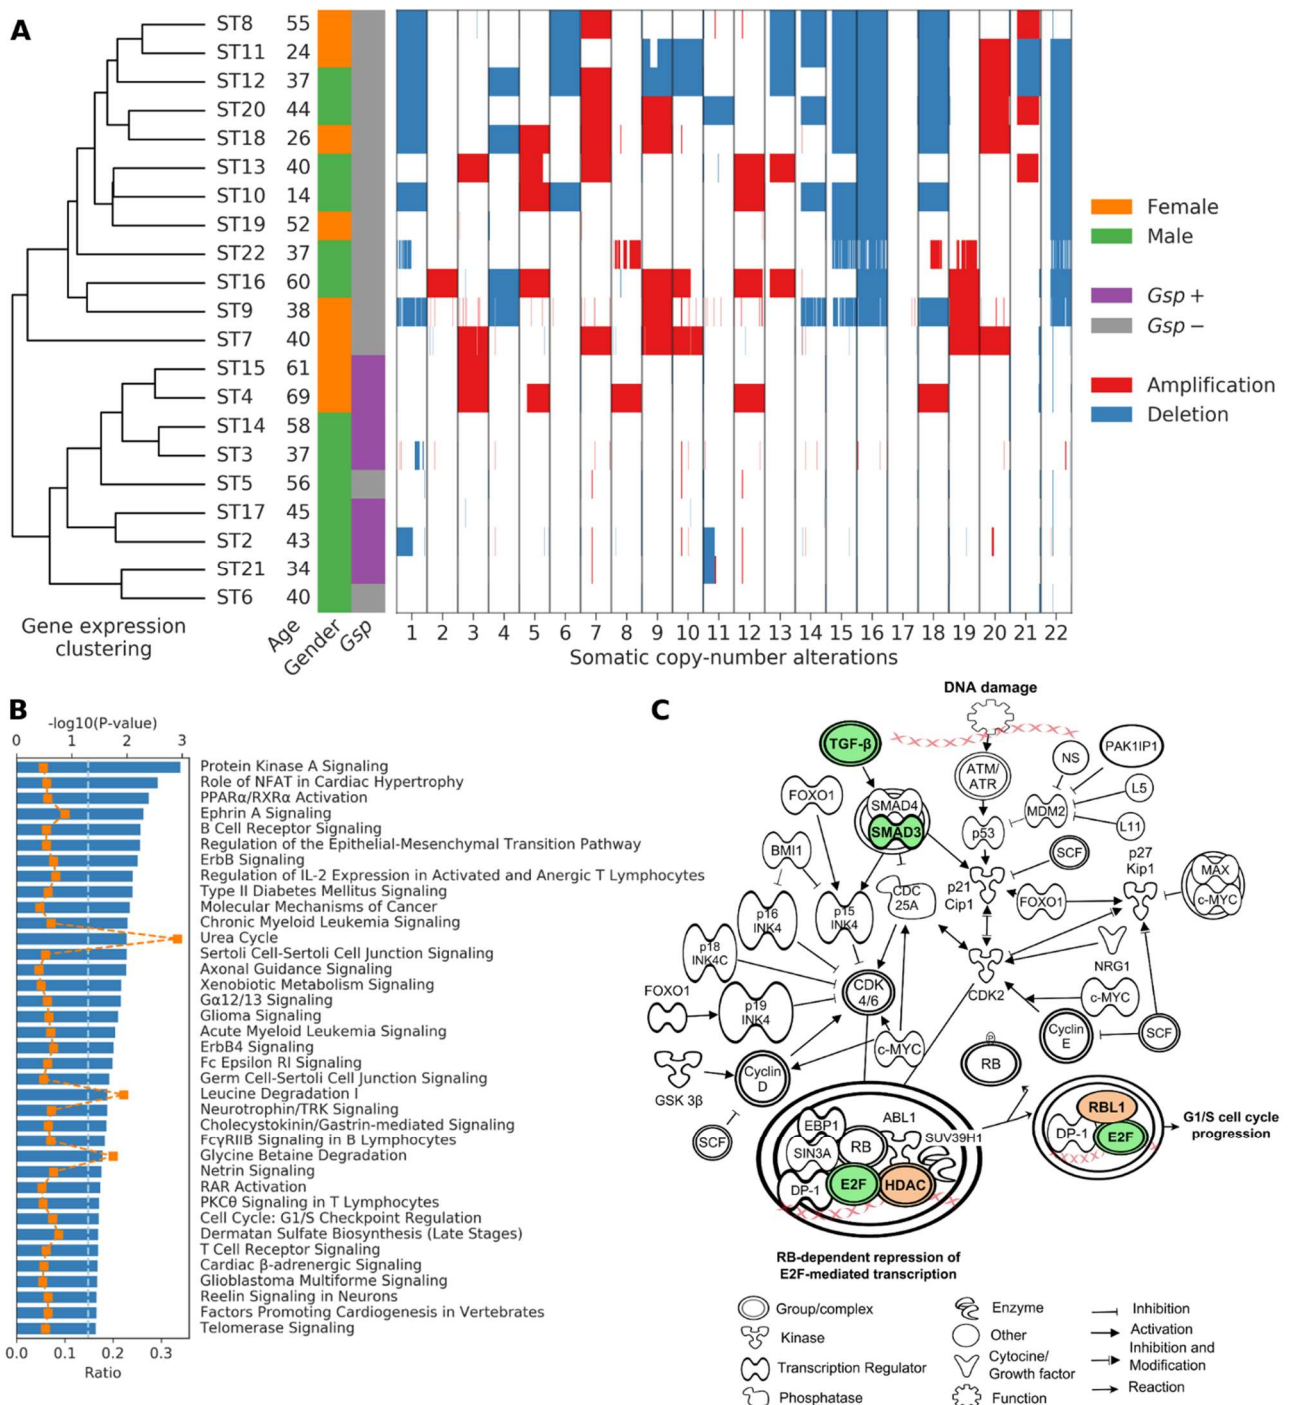 A
ST8 55
ST11 24
ST12 37
ST20 44
ST18 26
ST13 40
ST10 14
ST19 52
ST22 37
ST16 60
ST9 38
ST7 40
ST15 61
ST4 69
ST14 58
ST3 37
ST5 56
ST17 45
ST2 43
ST21 34
ST6 40
Gene expression
clustering
Age
Gender
Gsp
1 2 3 4 5 6 7 8 9 10 11 12 13 14 15 16 17 18 19 20 21 22
Somatic copy-number alterations
Female
Male
Gsp +
Gsp −
Amplification
Deletion
B
-log10(P-value)
0 1 2 3
Protein Kinase A Signaling
Role of NFAT in Cardiac Hypertrophy
PPARα/RXRα Activation
Ephrin A Signaling
B Cell Receptor Signaling
Regulation of the Epithelial-Mesenchymal Transition Pathway
ErbB Signaling
Regulation of IL-2 Expression in Activated and Anergic T Lymphocytes
Type II Diabetes Mellitus Signaling
Molecular Mechanisms of Cancer
Chronic Myeloid Leukemia Signaling
Urea Cycle
Sertoli Cell-Sertoli Cell Junction Signaling
Axonal Guidance Signaling
Xenobiotic Metabolism Signaling
Gα12/13 Signaling
Glioma Signaling
Acute Myeloid Leukemia Signaling
ErbB4 Signaling
Fc Epsilon RI Signaling
Germ Cell-Sertoli Cell Junction Signaling
Leucine Degradation I
Neurotrophin/TRK Signaling
Cholecystokinin/Gastrin-mediated Signaling
FcγRIIB Signaling in B Lymphocytes
Glycine Betaine Degradation
Netrin Signaling
RAR Activation
PKCθ Signaling in T Lymphocytes
Cell Cycle: G1/S Checkpoint Regulation
Dermatan Sulfate Biosynthesis (Late Stages)
T Cell Receptor Signaling
Cardiac β-adrenergic Signaling
Glioblastoma Multiforme Signaling
Reelin Signaling in Neurons
Factors Promoting Cardiogenesis in Vertebrates
Telomerase Signaling
0.0 0.1 0.2 0.3
Ratio
C
DNA damage
TGF-β
ATM/
ATR
NS
PAK1IP1
FOXO1
SMAD4
SMAD3
MDM2
L5
L11
p53
BMI1
SCF
p27
Kip1
MAX
c-MYC
CDC
25A
p21
Cip1
FOXO1
p16
INK4
p15
INK4
p18
INK4C
NRG1
CDK2
CDK
4/6
FOXO1
p19
INK4
c-MYC
Cyclin
E
SCF
c-MYC
P
RB
GSK 3β
Cyclin
D
SCF
EBP1
ABL1
SUV39H1
RB
SIN3A
DP-1
E2F
HDAC
RBL1
DP-1
E2F
G1/S cell cycle
progression
RB-dependent repression of
E2F-mediated transcription
Group/complex
Kinase
Transcription Regulator
Phosphatase
Enzyme
Other
Cytocine/
Growth factor
Function
Inhibition
Activation
Inhibition and
Modification
Reaction